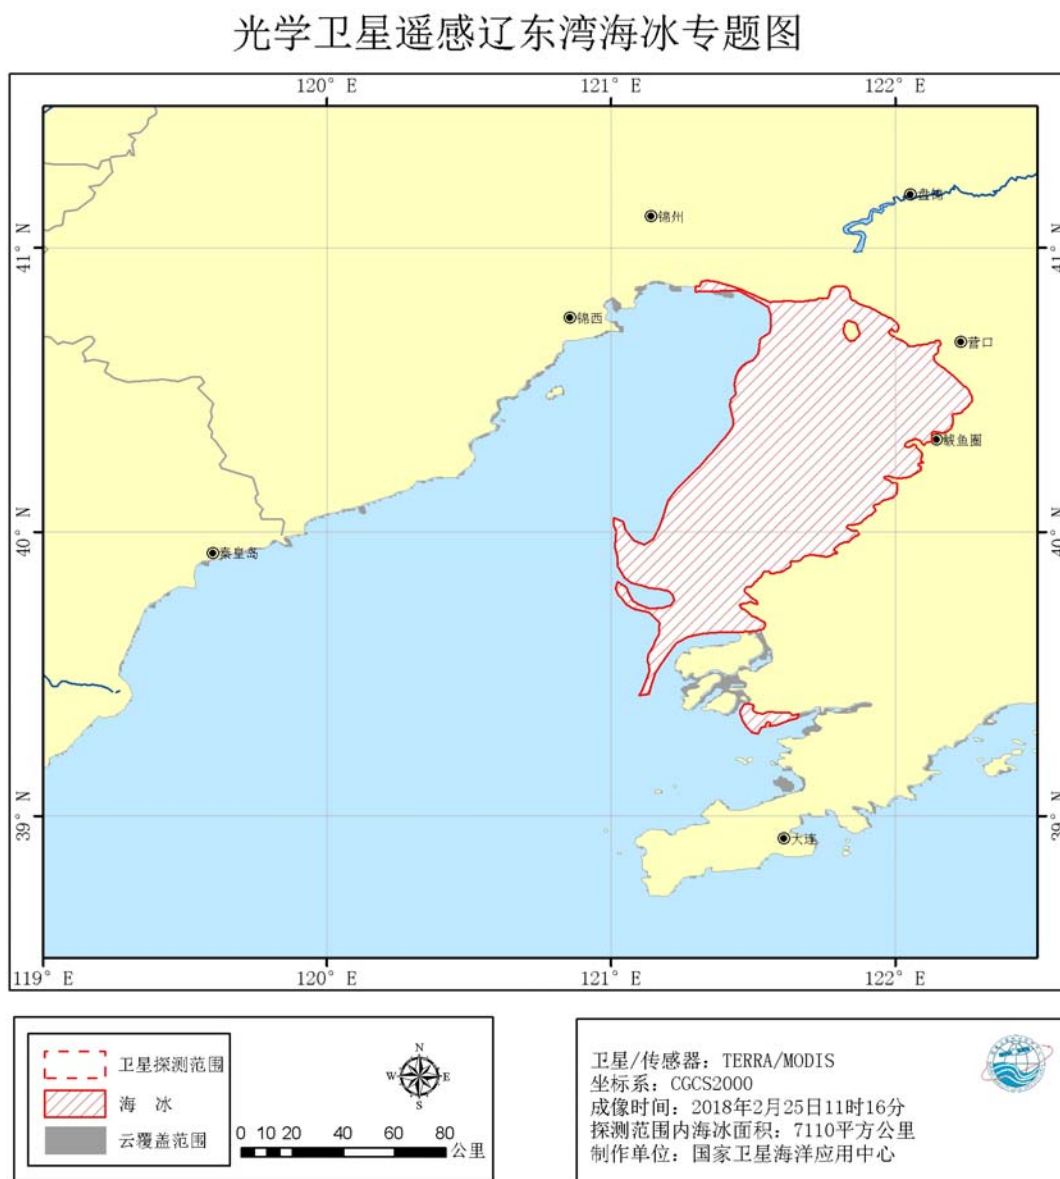 光学卫星遥感辽东湾海冰专题图
120° E 121° E 122° E
盘锦
锦州
41° N 41° N
锦西
营口
鲅鱼圈
40° N 40° N
秦皇岛
39° N 39° N
大连
119° E 120° E 121° E 122° E
卫星探测范围
海 冰
云覆盖范围
N
W E
S
0 10 20 40 60 80
公里
卫星/传感器: TERRA/MODIS
坐标系: CGCS2000
成像时间: 2018年2月25日11时16分
探测范围内海冰面积: 7110平方公里
制作单位: 国家卫星海洋应用中心